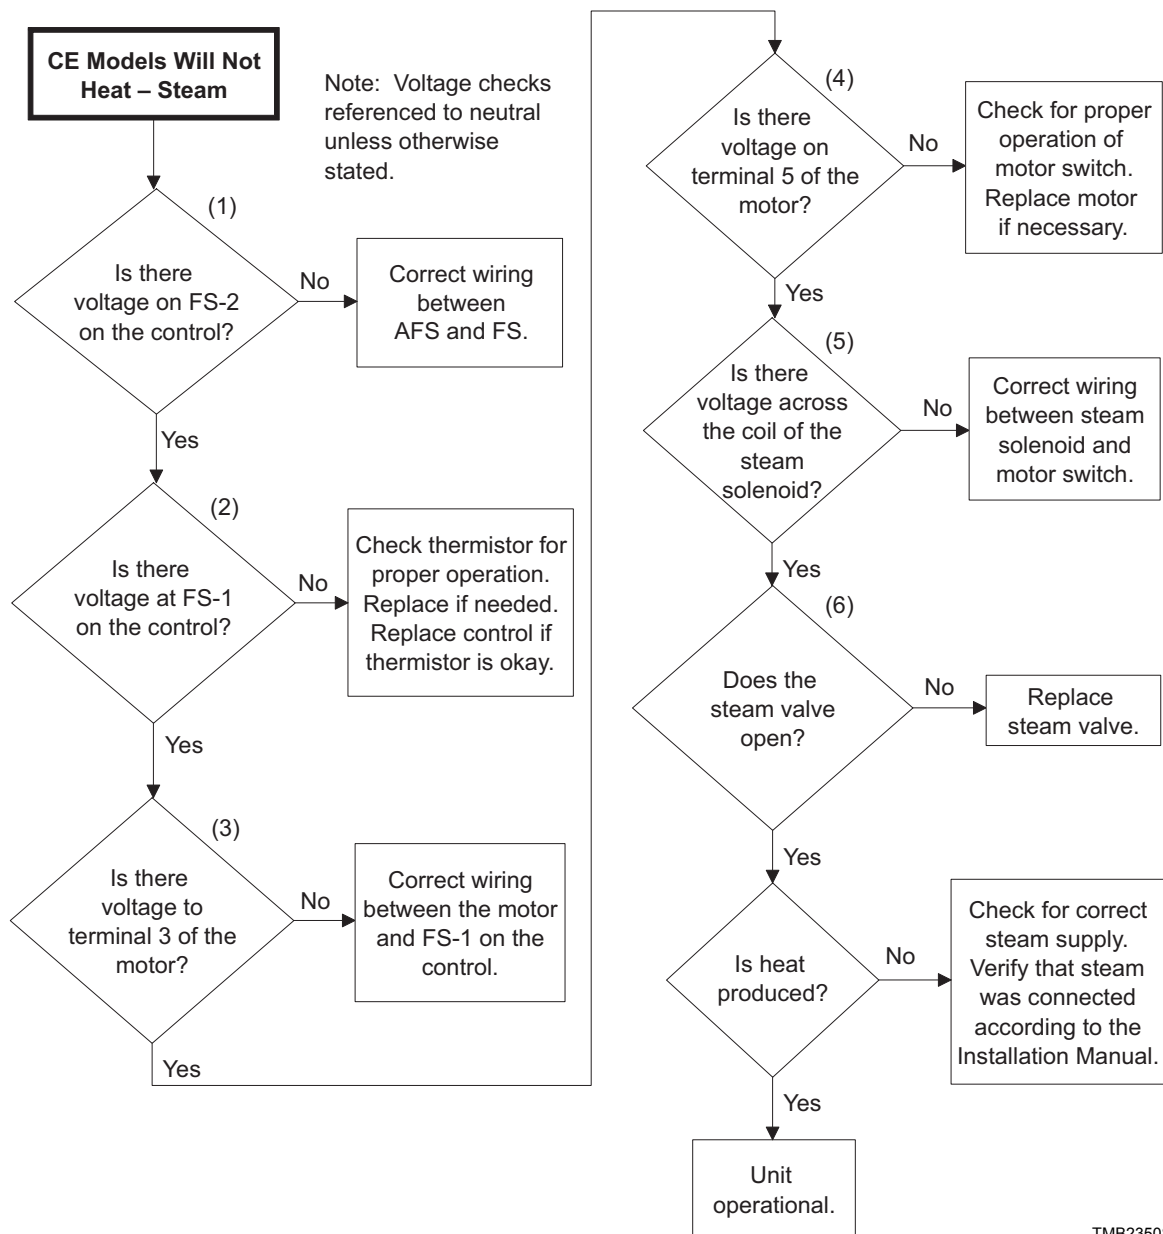 CE Models Will Not
Heat – Steam
Note: Voltage checks
referenced to neutral
unless otherwise
stated.
(1)
Is there
voltage on FS-2
on the control?
No
Correct wiring
between
AFS and FS.
Yes
(2)
Is there
voltage at FS-1
on the control?
No
Check thermistor for
proper operation.
Replace if needed.
Replace control if
thermistor is okay.
Yes
(3)
Is there
voltage to
terminal 3 of the
motor?
No
Correct wiring
between the motor
and FS-1 on the
control.
Yes
(4)
Is there
voltage on
terminal 5 of the
motor?
No
Check for proper
operation of
motor switch.
Replace motor
if necessary.
Yes
(5)
Is there
voltage across
the coil of the
steam
solenoid?
No
Correct wiring
between steam
solenoid and
motor switch.
Yes
(6)
Does the
steam valve
open?
No
Replace
steam valve.
Yes
Is heat
produced?
No
Check for correct
steam supply.
Verify that steam
was connected
according to the
Installation Manual.
Yes
Unit
operational.